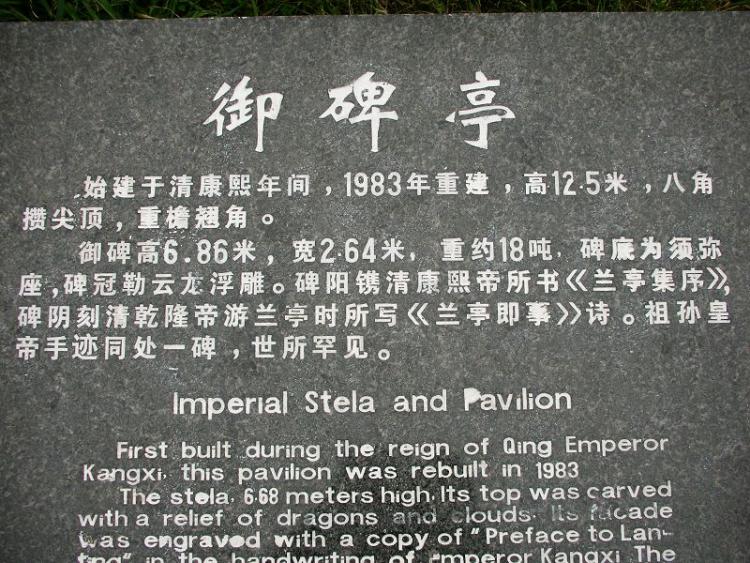 御碑亭
始建于清康熙年间，1983年重建，高12.5米，八角
攒尖顶，重檐翘角。
御碑高6.86米，宽2.64米，重约18吨，碑底为须弥
座，碑冠勒云龙浮雕。碑阳镌清康熙帝所书《兰亭集序》，
碑阴刻清乾隆帝游兰亭时所写《兰亭即事》诗。祖孙皇
帝手迹同处一碑，世所罕见。
Imperial Stela and Pavilion
First built during the reign of Qing Emperor
Kangxi, this pavilion was rebuilt in 1983
The stela, 6.68 meters high. Its top was carved
with a relief of dragons and clouds. Its facade
was engraved with a copy of "Preface to Lan-
ting" in the handwriting of Emperor Kangxi. The